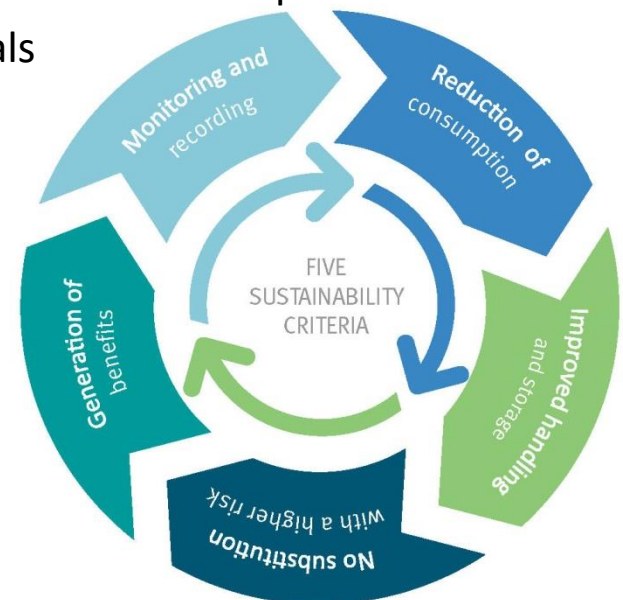 als
Monitoring and
recording
Reduction of
consumption
Improved handling
and storage
No substitution
with a higher risk
Generation of
benefits
FIVE
SUSTAINABILITY
CRITERIA